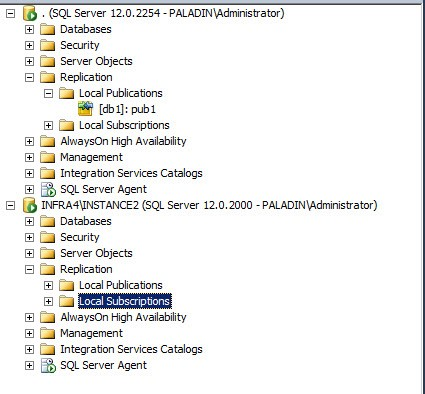 . (SQL Server 12.0.2254 - PALADIN\Administrator)
Databases
Security
Server Objects
Replication
Local Publications
[db1]: pub1
Local Subscriptions
AlwaysOn High Availability
Management
Integration Services Catalogs
SQL Server Agent
INFRA4\INSTANCE2 (SQL Server 12.0.2000 - PALADIN\Administrator)
Databases
Security
Server Objects
Replication
Local Publications
Local Subscriptions
AlwaysOn High Availability
Management
Integration Services Catalogs
SQL Server Agent